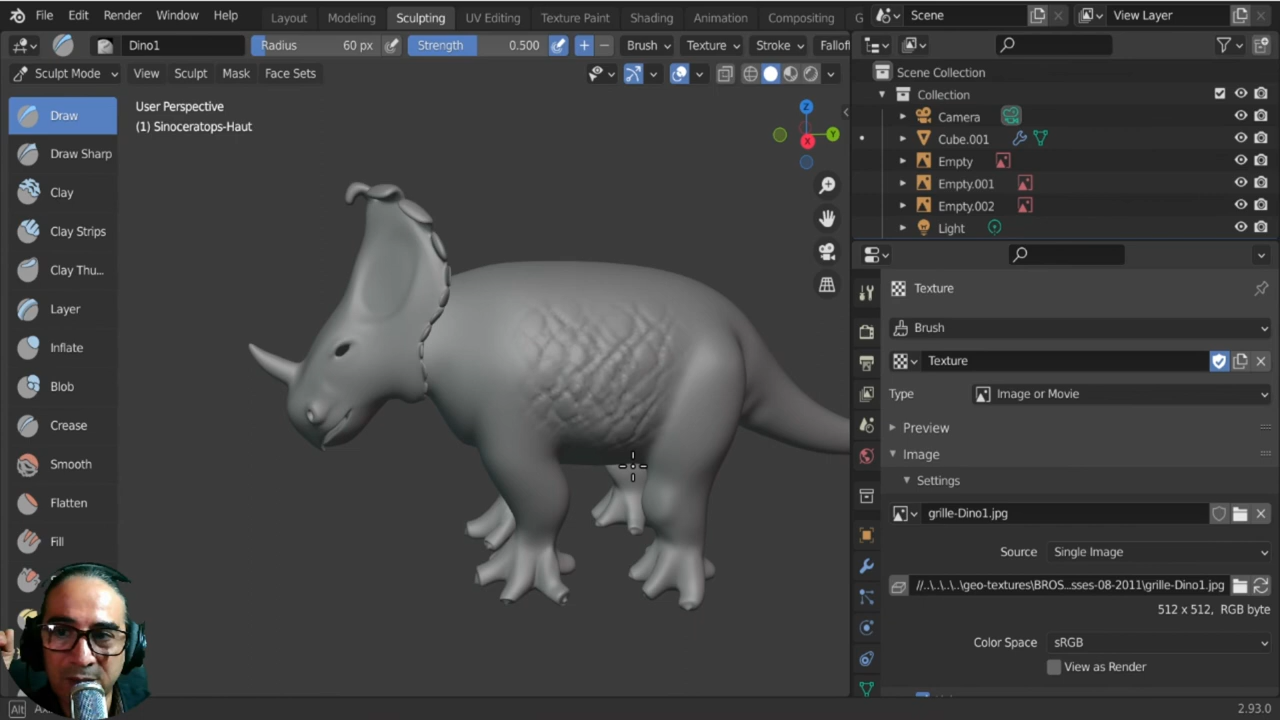 File Edit Render Window Help Layout Modeling Sculpting UV Editing Texture Paint Shading Animation Compositing G Scene View Layer
Dino1 Radius 60 px Strength 0.500 Brush Texture Stroke Falloff
Sculpt Mode View Sculpt Mask Face Sets
User Perspective
(1) Sinoceratops-Haut
Z
Y
X
Draw
Draw Sharp
Clay
Clay Strips
Clay Thu...
Layer
Inflate
Blob
Crease
Smooth
Flatten
Fill
Scene Collection
Collection
Camera
Cube.001
Empty
Empty.001
Empty.002
Light
Texture
Brush
Texture
Type Image or Movie
Preview
Image
Settings
grille-Dino1.jpg
Source Single Image
//..\..\..\..\geo-textures\BROS...sses-08-2011\grille-Dino1.jpg
512 x 512, RGB byte
Color Space sRGB
View as Render
Alt
2.93.0